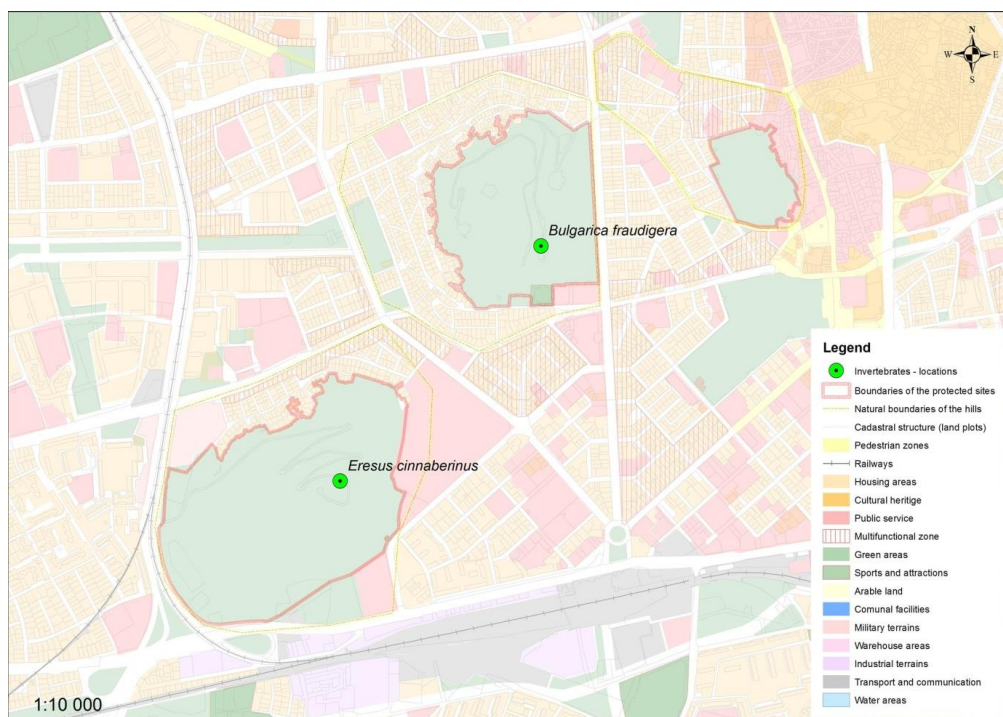 N
W E
S
Bulgarica fraudigera
Eresus cinnaberinus
Legend
Invertebrates - locations
Boundaries of the protected sites
Natural boundaries of the hills
Cadastral structure (land plots)
Pedestrian zones
Railways
Housing areas
Cultural heritige
Public service
Multifunctional zone
Green areas
Sports and attractions
Arable land
Comunal facilities
Military terrains
Warehouse areas
Industrial terrains
Transport and communication
Water areas
1:10 000